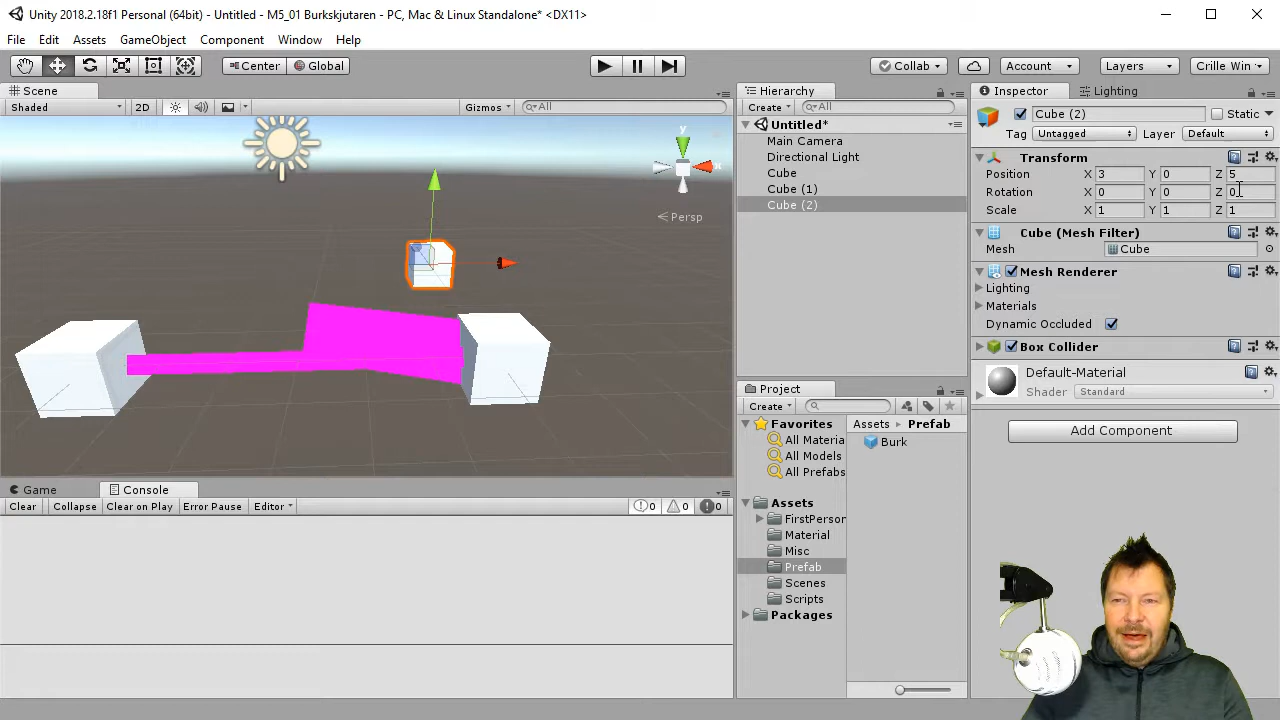 Unity 2018.2.18f1 Personal (64bit) - Untitled - M5_01 Burkskjutaren - PC, Mac & Linux Standalone* <DX11>
File Edit Assets GameObject Component Window Help
Center Global Collab Account Layers Crille Win
Scene
Shaded 2D Gizmos All
y
x
Persp
Hierarchy
Create All
Untitled*
Main Camera
Directional Light
Cube
Cube (1)
Cube (2)
Inspector Lighting
Cube (2) Static
Tag Untagged Layer Default
Transform
Position X 3 Y 0 Z 5
Rotation X 0 Y 0 Z 0
Scale X 1 Y 1 Z 1
Cube (Mesh Filter)
Mesh Cube
Mesh Renderer
Lighting
Materials
Dynamic Occluded
Box Collider
Default-Material
Shader Standard
Add Component
Project
Create
Favorites
All Materia
All Models
All Prefabs
Assets
FirstPerson
Material
Misc
Prefab
Scenes
Scripts
Packages
Assets Prefab
Burk
Game Console
Clear Collapse Clear on Play Error Pause Editor 0 0 0